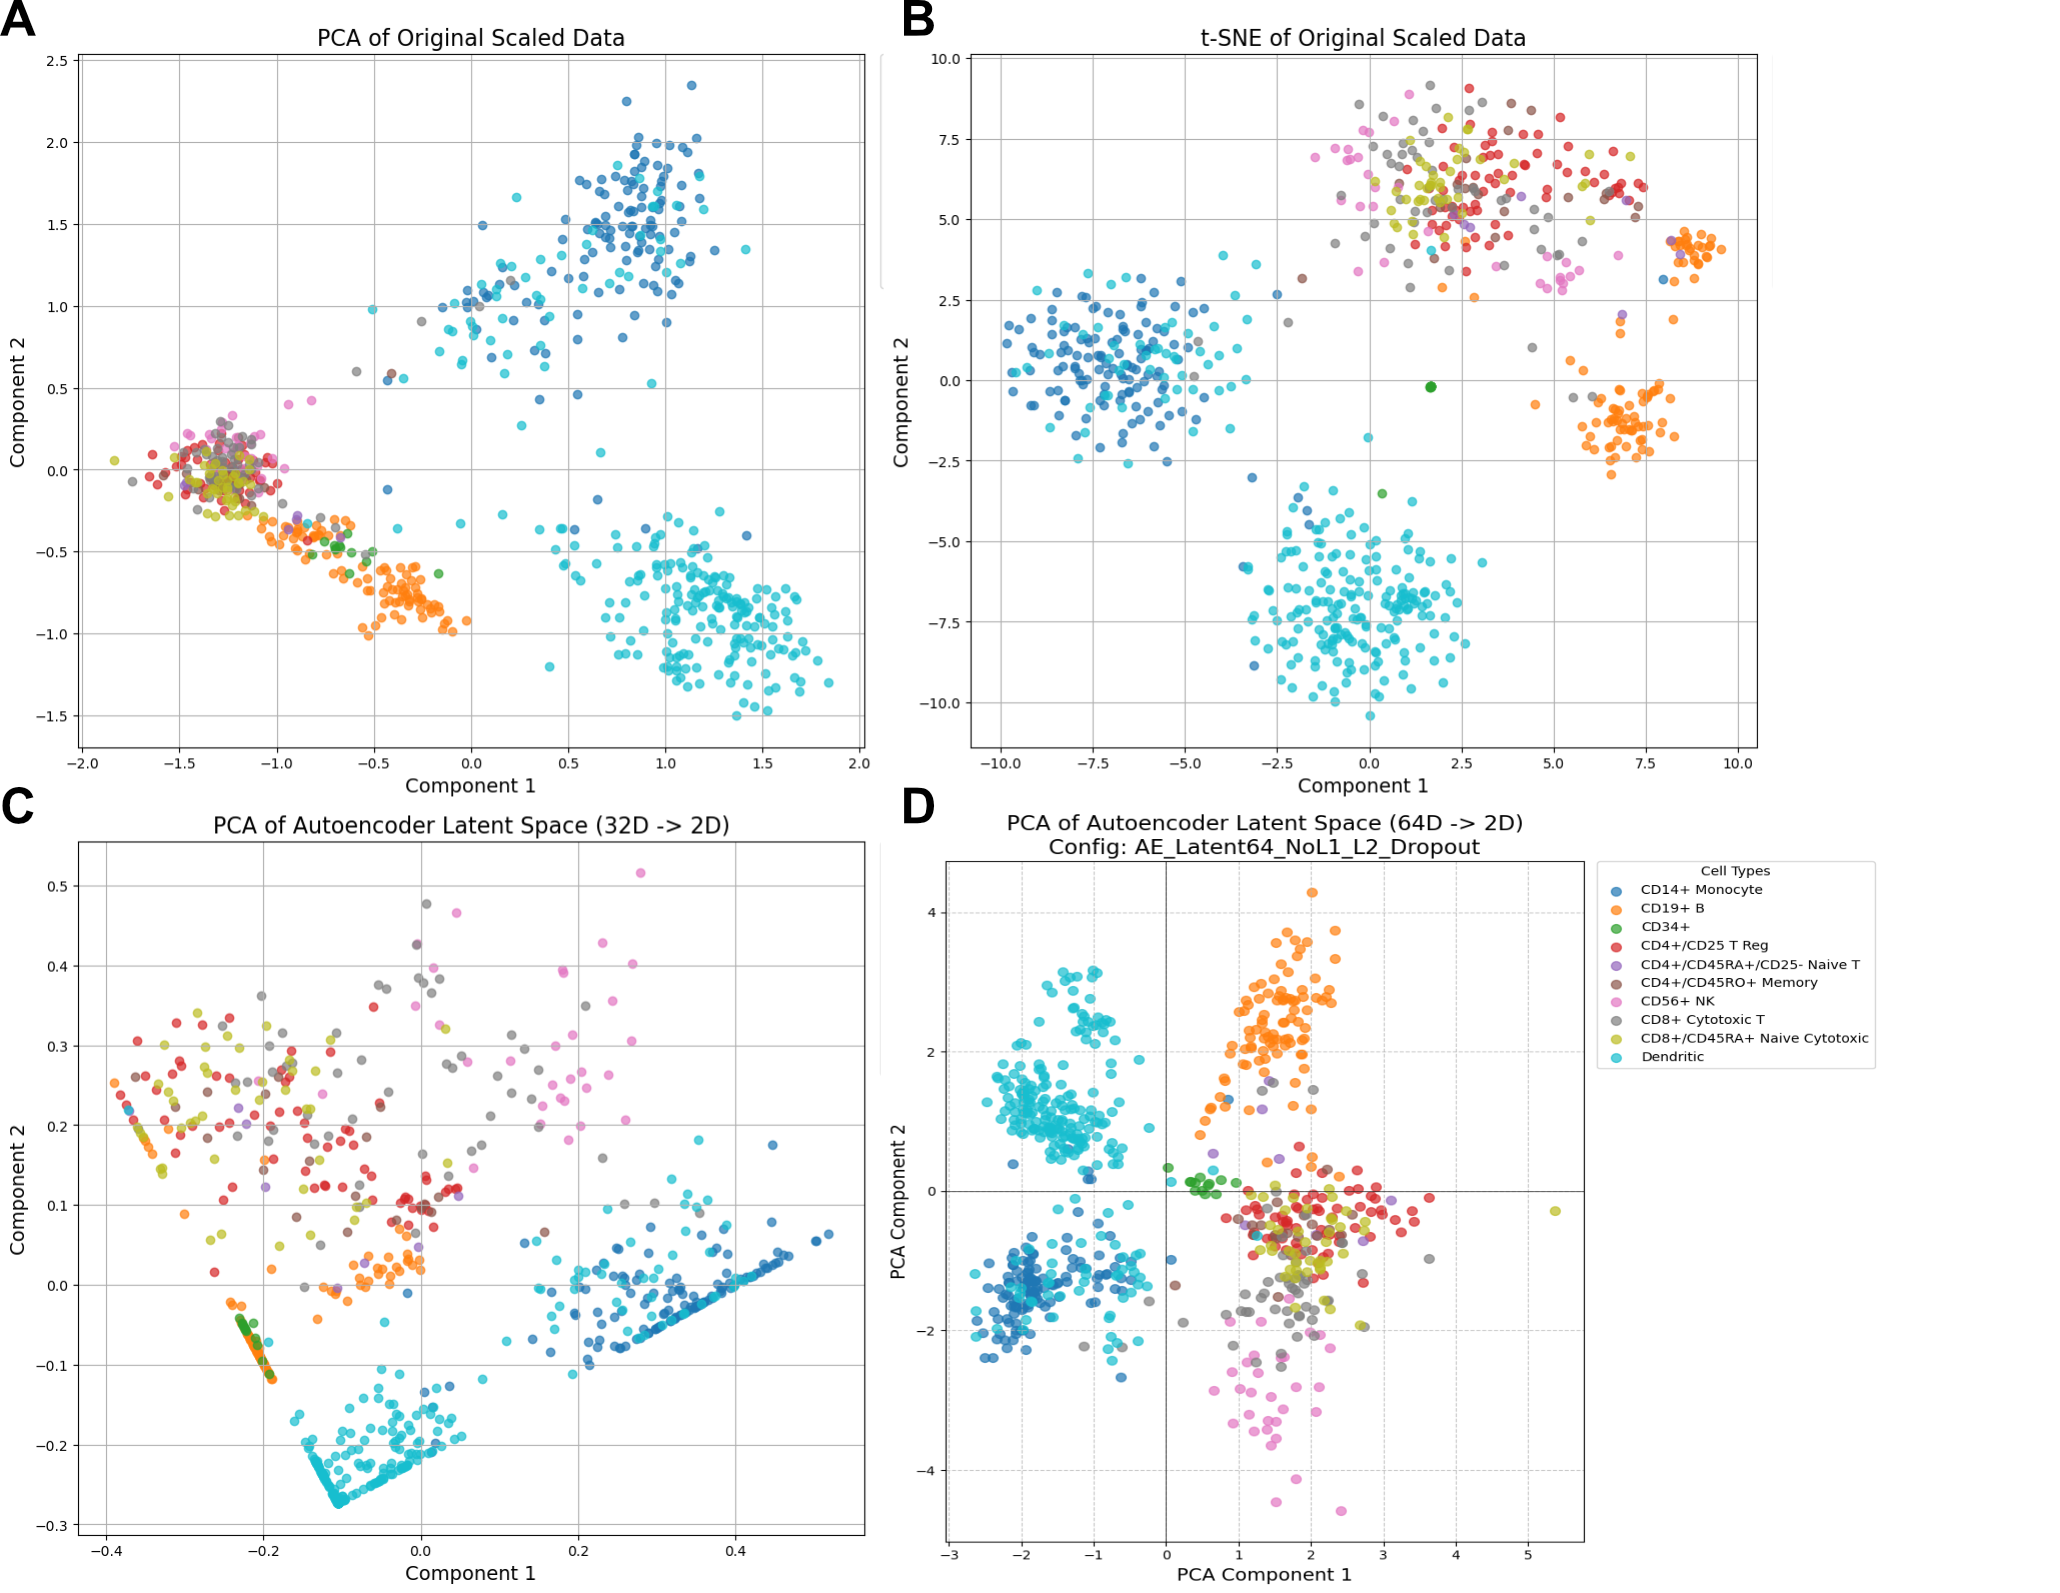 A
PCA of Original Scaled Data
2.5
2.0
1.5
1.0
0.5
0.0
−0.5
−1.0
−1.5
Component 2
−2.0 −1.5 −1.0 −0.5 0.0 0.5 1.0 1.5 2.0
Component 1
B
t-SNE of Original Scaled Data
10.0
7.5
5.0
2.5
0.0
−2.5
−5.0
−7.5
−10.0
Component 2
−10.0 −7.5 −5.0 −2.5 0.0 2.5 5.0 7.5 10.0
Component 1
C
PCA of Autoencoder Latent Space (32D -> 2D)
0.5
0.4
0.3
0.2
0.1
0.0
−0.1
−0.2
−0.3
Component 2
−0.4 −0.2 0.0 0.2 0.4
Component 1
D
PCA of Autoencoder Latent Space (64D -> 2D)
Config: AE_Latent64_NoL1_L2_Dropout
4
2
0
−2
−4
PCA Component 2
−3 −2 −1 0 1 2 3 4 5
PCA Component 1
Cell Types
CD14+ Monocyte
CD19+ B
CD34+
CD4+/CD25 T Reg
CD4+/CD45RA+/CD25- Naive T
CD4+/CD45RO+ Memory
CD56+ NK
CD8+ Cytotoxic T
CD8+/CD45RA+ Naive Cytotoxic
Dendritic